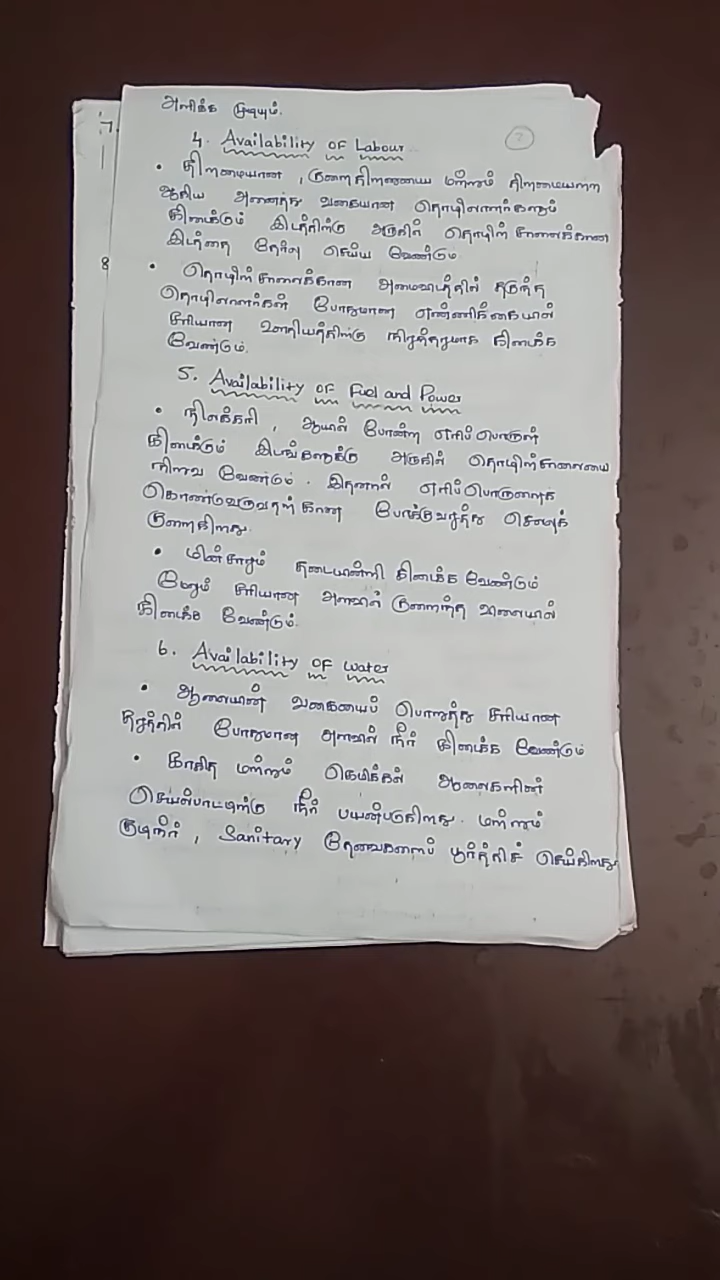 அளிக்க முடியும்.
7.
4. Availability OF Labour
• திறமையான, குறைதிறமையை மற்றும் திறமையற்ற
ஆகிய அனைத்து வகையான தொழிலாளர்களும்
கிடைக்கும் இடத்திற்கு அருகில் தொழிற்சாலைக்கான
இடத்தை தேர்வு செய்ய வேண்டும்
8
• தொழிற்சாலைக்கான அமைவிடத்தில் தகுந்த
தொழிலாளர்கள் போதுமான எண்ணிக்கையில்
சரியான ஊதியத்திற்கு நிரந்தரமாக கிடைக்க
வேண்டும்.
5. Availability OF Fuel and Power
• நிலக்கரி, ஆயில் போன்ற எரிப்பொருள்
கிடைக்கும் இடங்களுக்கு அருகில் தொழிற்சாலையை
நிறுவ வேண்டும். இதனால் எரிப்பொருளைக்
கொண்டுவருவதற்கான போக்குவரத்து செலவுக்
குறைகிறது.
• மின்சாரம் தடையின்றி கிடைக்க வேண்டும்
மேலும் சரியான அளவில் குறைந்த விலையில்
கிடைக்க வேண்டும்.
6. Availability OF water
• ஆலையின் வகையைப் பொறுத்து சரியான
தரத்தில் போதுமான அளவில் நீர் கிடைக்க வேண்டும்
• காகித மற்றும் கெமிக்கல் ஆலைகளின்
செயல்பாட்டிற்கு நீர் பயன்படுகிறது. மற்றும்
குடிநீர், Sanitary தேவைகளைப் பூர்த்திச் செய்கிறது